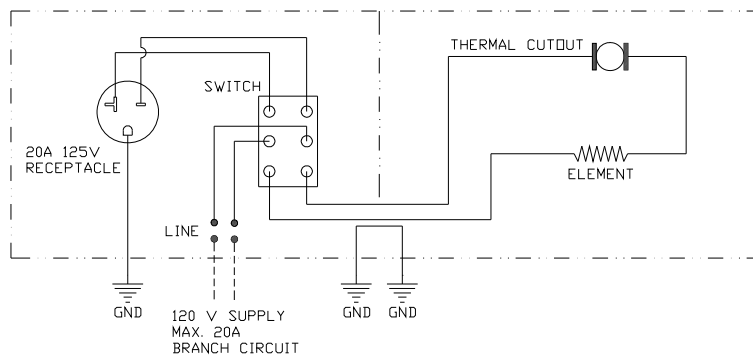 THERMAL CUTOUT
SWITCH
20A 125V
RECEPTACLE
ELEMENT
LINE
GND
GND
GND
120 V SUPPLY
MAX. 20A
BRANCH CIRCUIT